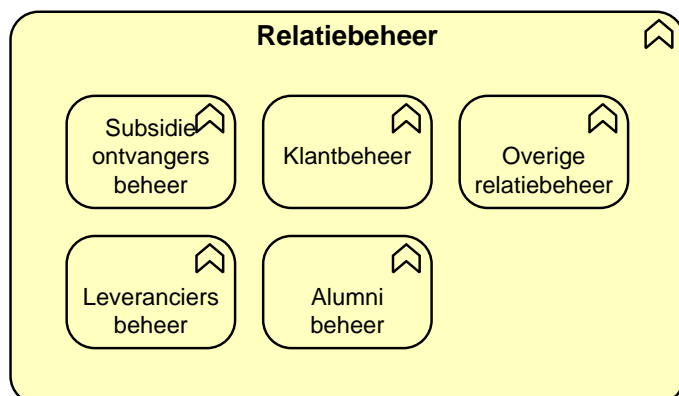 Relatiebeheer
Subsidie
ontvangers
beheer
Klantbeheer
Overige
relatiebeheer
Leveranciers
beheer
Alumni
beheer